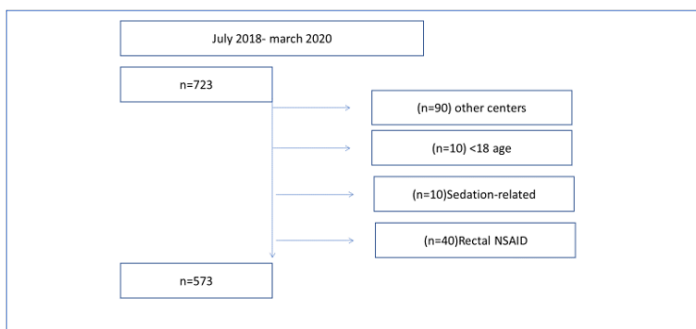 July 2018- march 2020
n=723
(n=90) other centers
(n=10) <18 age
(n=10)Sedation-related
(n=40)Rectal NSAID
n=573